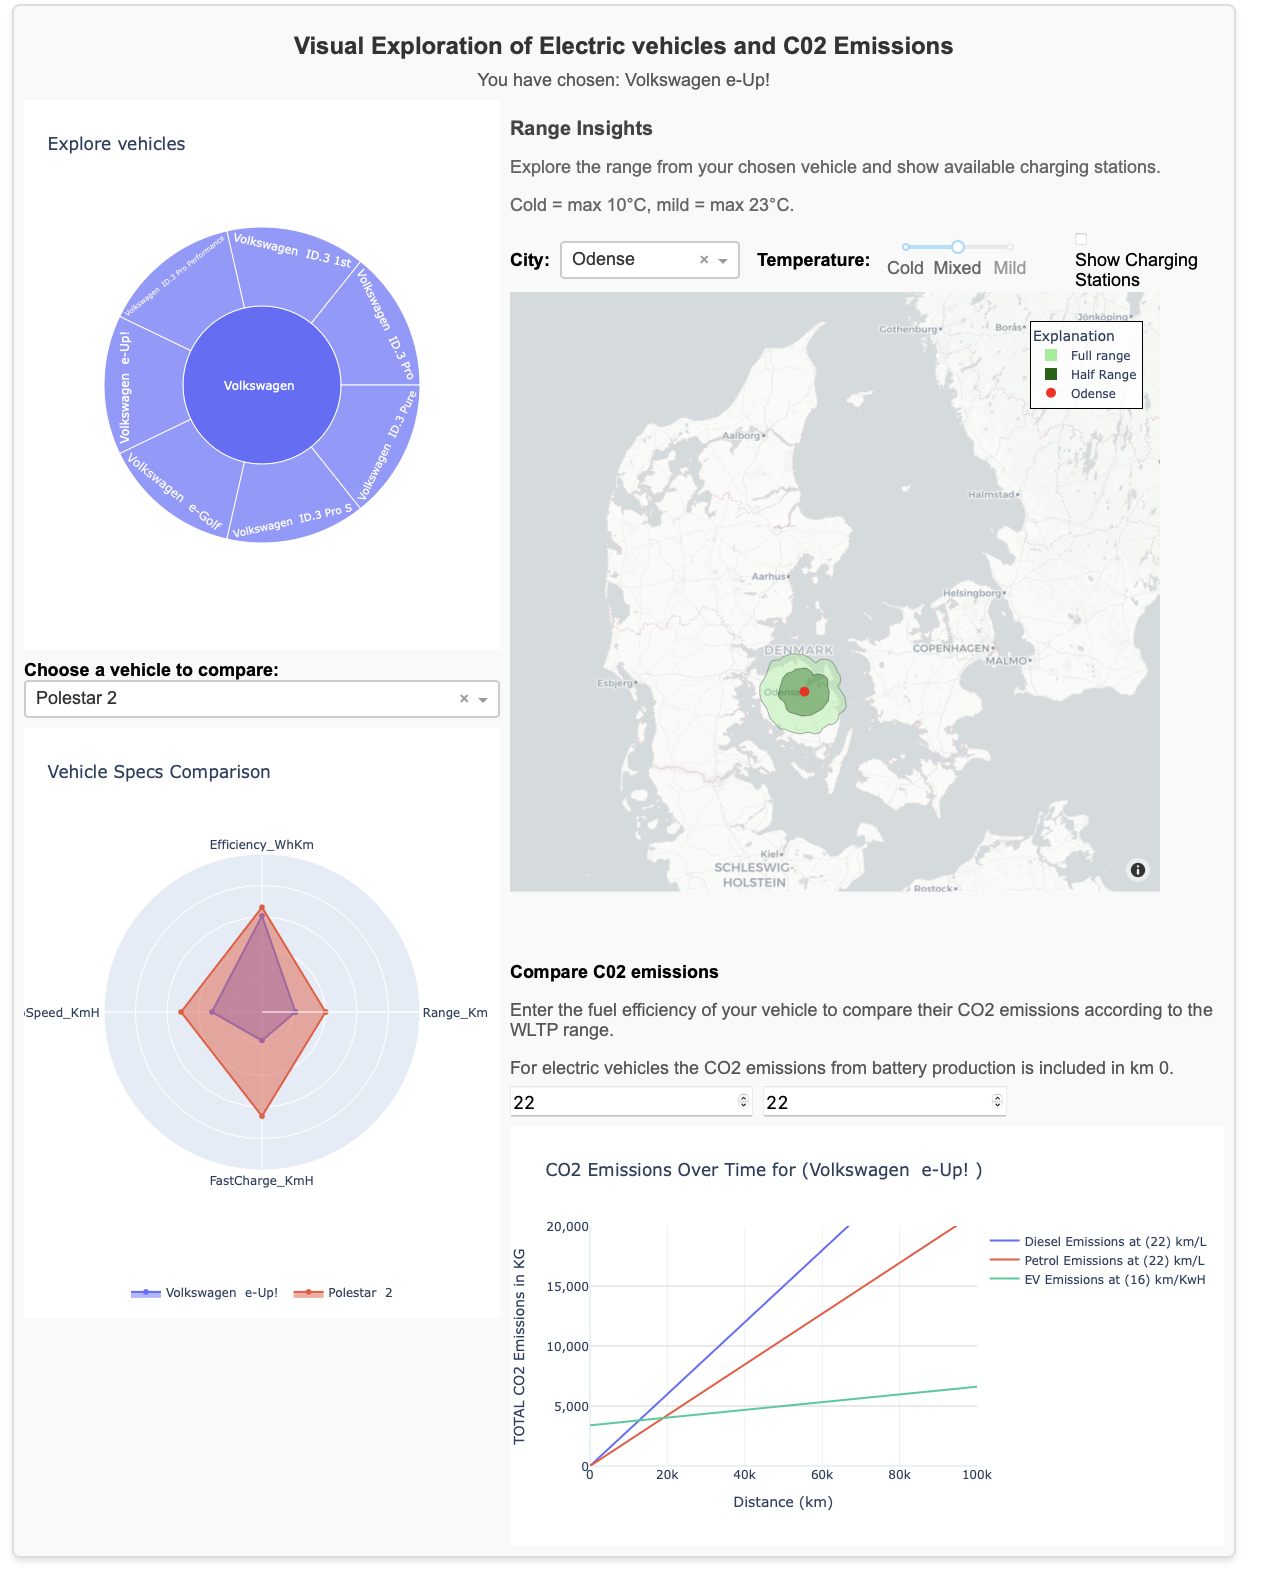 Visual Exploration of Electric vehicles and C02 Emissions
You have chosen: Volkswagen e-Up!
Explore vehicles
Volkswagen ID.3 Pro Performance
Volkswagen ID.3 1st
Volkswagen ID.3 Pro
Volkswagen e-Up!
Volkswagen
Volkswagen ID.3 Pure
Volkswagen e-Golf
Volkswagen ID.3 Pro S
Choose a vehicle to compare:
Polestar 2
Vehicle Specs Comparison
Efficiency_WhKm
Speed_KmH
Range_Km
FastCharge_KmH
Volkswagen e-Up!
Polestar 2
Range Insights
Explore the range from your chosen vehicle and show available charging stations.
Cold = max 10°C, mild = max 23°C.
City:
Odense
Temperature:
Cold Mixed Mild
Show Charging
Stations
Gothenburg
Borås
Jönköping
Explanation
Full range
Half Range
Odense
Aalborg
Halmstad
Aarhus
Helsingborg
DENMARK
COPENHAGEN
MALMO
Esbjerg
Odense
Kiel
SCHLESWIG-
HOLSTEIN
Rostock
Compare C02 emissions
Enter the fuel efficiency of your vehicle to compare their CO2 emissions according to the
WLTP range.
For electric vehicles the CO2 emissions from battery production is included in km 0.
22
22
CO2 Emissions Over Time for (Volkswagen e-Up! )
TOTAL CO2 Emissions in KG
20,000
15,000
10,000
5,000
0
0 20k 40k 60k 80k 100k
Distance (km)
Diesel Emissions at (22) km/L
Petrol Emissions at (22) km/L
EV Emissions at (16) km/KwH